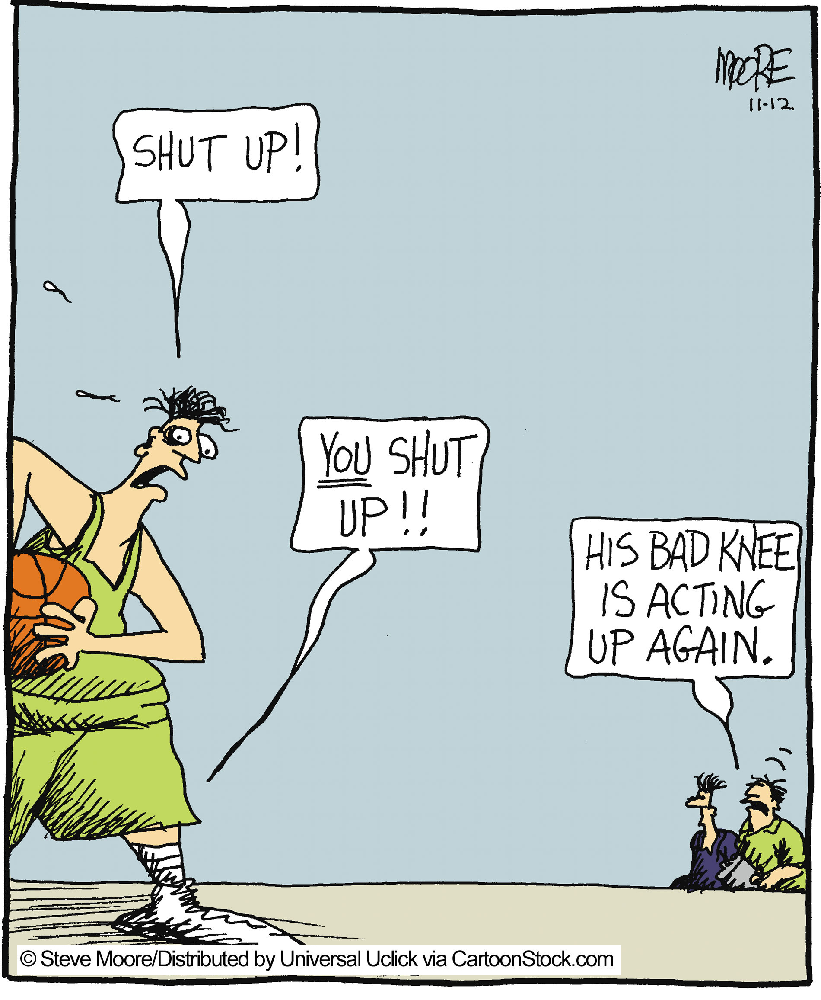 MOORE
11-12
SHUT UP!
YOU SHUT
UP!!
HIS BAD KNEE
IS ACTING
UP AGAIN.
© Steve Moore/Distributed by Universal Uclick via CartoonStock.com